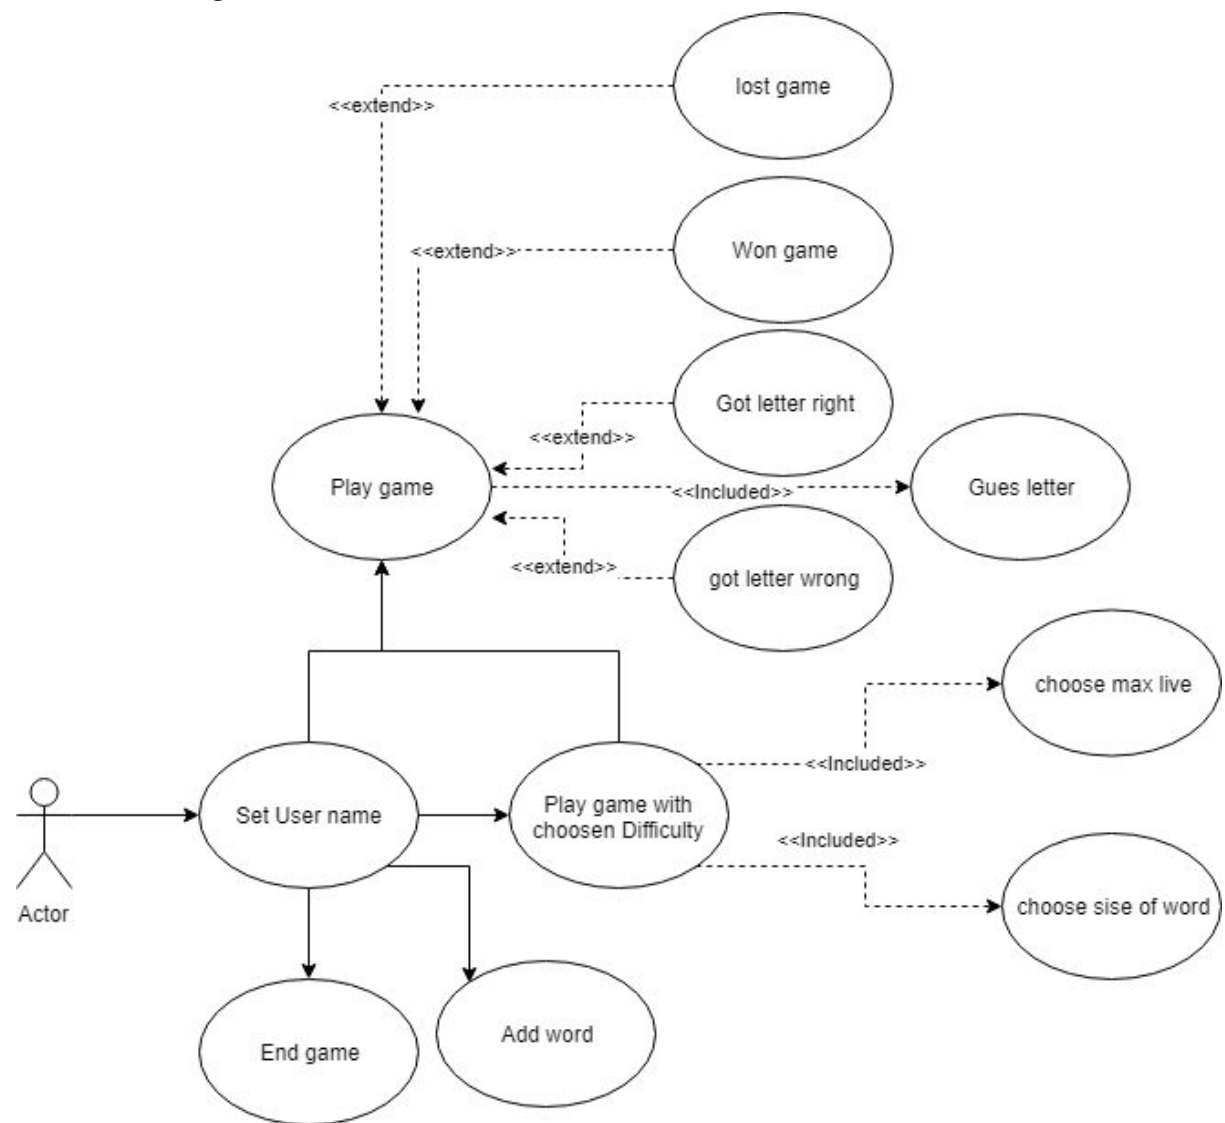 lost game
<<extend>>
Won game
<<extend>>
Got letter right
<<extend>>
Play game
<<Included>>
Gues letter
<<extend>>
got letter wrong
choose max live
<<Included>>
Set User name
Play game with
choosen Difficulty
<<Included>>
choose sise of word
Actor
End game
Add word